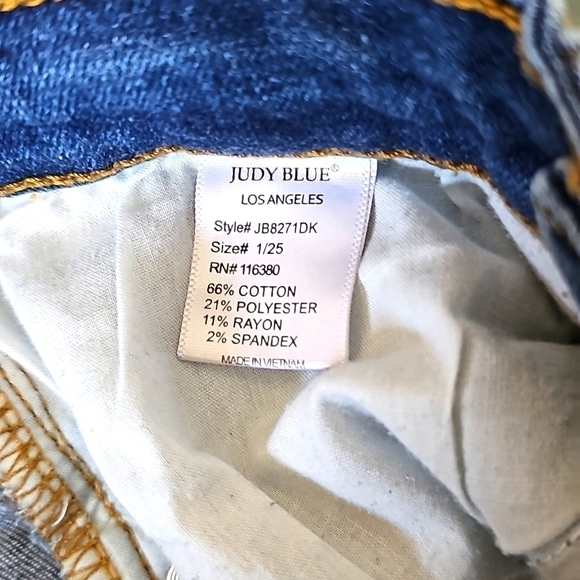 JUDY BLUE®
LOS ANGELES
Style# JB8271DK
Size# 1/25
RN# 116380
66% COTTON
21% POLYESTER
11% RAYON
2% SPANDEX
MADE IN VIETNAM